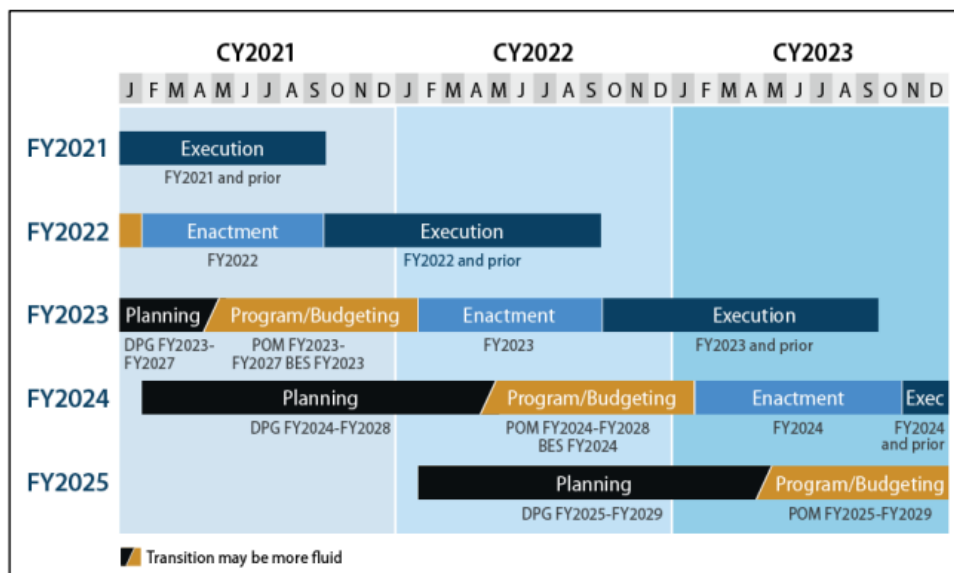 CY2021 CY2022 CY2023
J F M A M J J A S O N D J F M A M J J A S O N D J F M A M J J A S O N D
FY2021 Execution
FY2021 and prior
FY2022 Enactment Execution
FY2022 FY2022 and prior
FY2023 Planning Program/Budgeting Enactment Execution
DPG FY2023- POM FY2023- FY2023 FY2023 and prior
FY2027 FY2027 BES FY2023
FY2024 Planning Program/Budgeting Enactment Exec
DPG FY2024-FY2028 POM FY2024-FY2028 FY2024 FY2024
BES FY2024 and prior
FY2025 Planning Program/Budgeting
DPG FY2025-FY2029 POM FY2025-FY2029
Transition may be more fluid